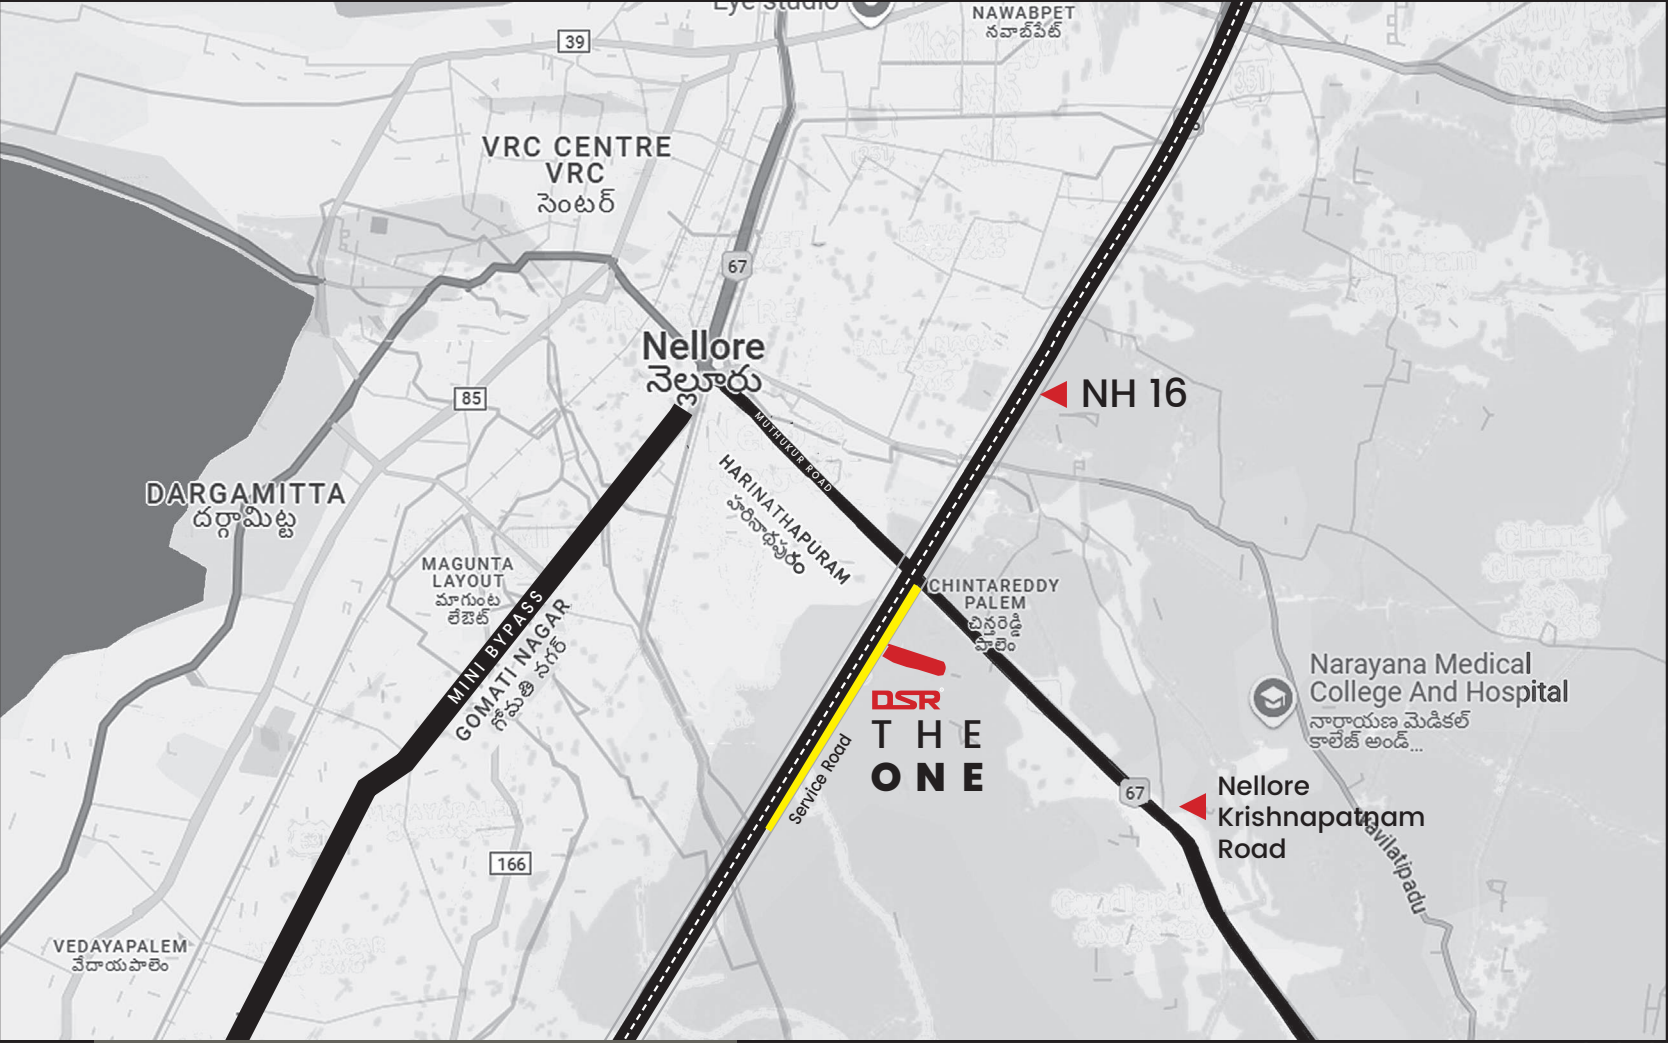 Eye studio
NAWABPET
నవాబ్‌పేట్
39
VRC CENTRE
VRC
సెంటర్
67
Nellore
నెల్లూరు
85
NH 16
MUTHUKUR ROAD
HARINATHAPURAM
హరినాథపురం
DARGAMITTA
దర్గామిట్ట
MAGUNTA
LAYOUT
మాగుంట
లేఔట్
MINI BYPASS
GOMATI NAGAR
గోమతి నగర్
CHINTAREDDY
PALEM
చింతరెడ్డి
పాలెం
DSR
THE
ONE
Service Road
Narayana Medical
College And Hospital
నారాయణ మెడికల్
కాలేజ్ అండ్...
67
Nellore
Krishnapatnam
Road
166
VEDAYAPALEM
వేదాయపాలెం